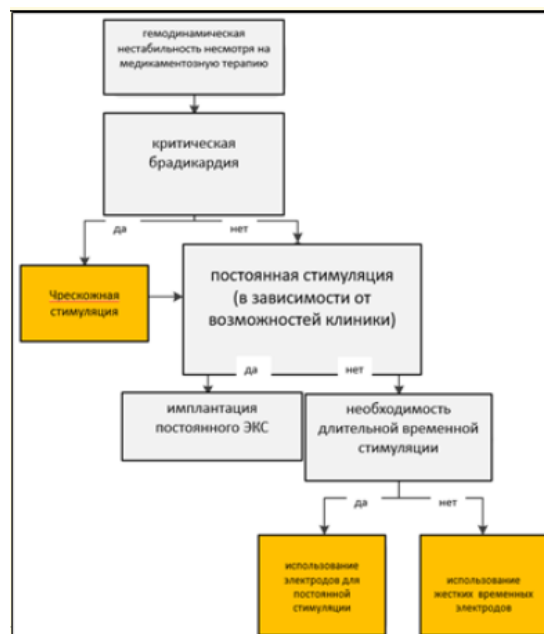 гемодинамическая
нестабильность несмотря на
медикаментозную терапию
критическая
брадикардия
да
нет
Чрескожная
стимуляция
постоянная стимуляция
(в зависимости от
возможностей клиники)
да
нет
имплантация
постоянного ЭКС
необходимость
длительной временной
стимуляции
да
нет
использование
электродов для
постоянной
стимуляции
использование
жестких временных
электродов